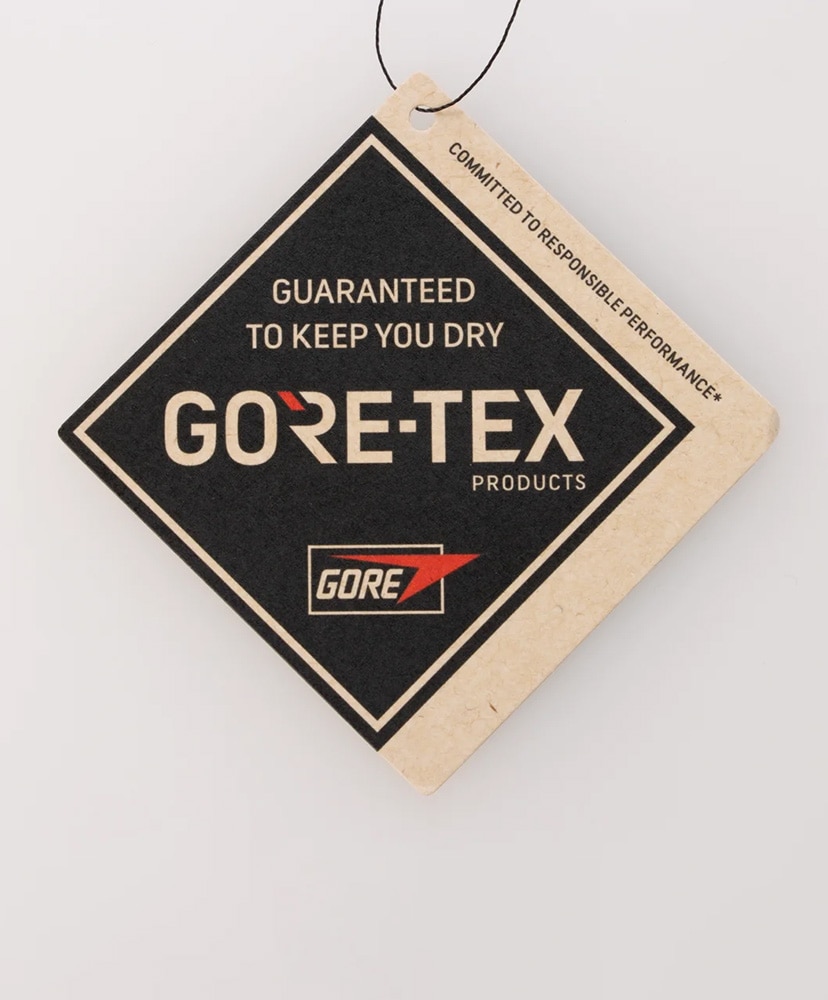 COMMITTED TO RESPONSIBLE PERFORMANCE*
GUARANTEED
TO KEEP YOU DRY
GORE-TEX
PRODUCTS
GORE